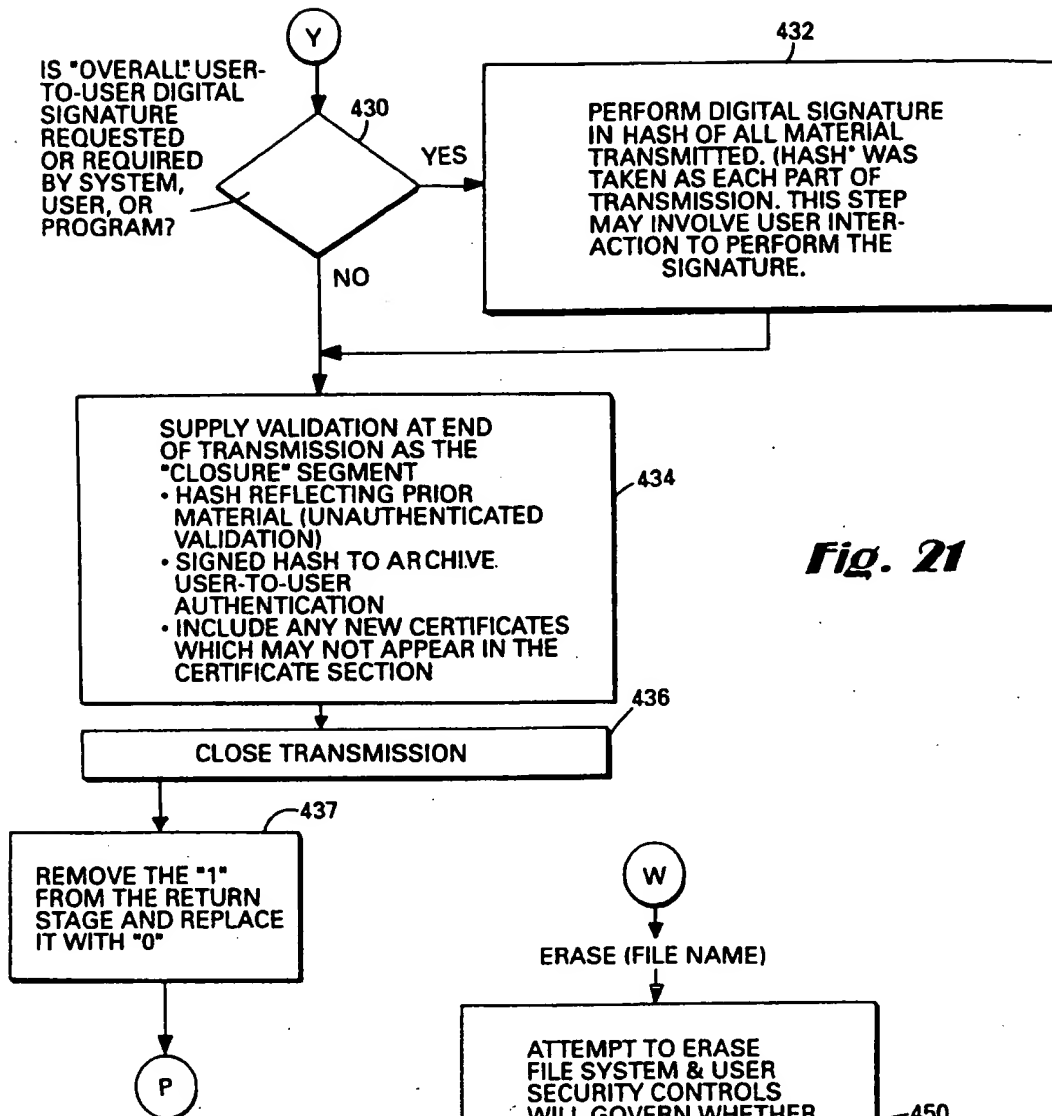 Y
IS "OVERALL" USER-
TO-USER DIGITAL
SIGNATURE
REQUESTED
OR REQUIRED
BY SYSTEM,
USER, OR
PROGRAM?
430
YES
NO
432
PERFORM DIGITAL SIGNATURE
IN HASH OF ALL MATERIAL
TRANSMITTED. (HASH" WAS
TAKEN AS EACH PART OF
TRANSMISSION. THIS STEP
MAY INVOLVE USER INTER-
ACTION TO PERFORM THE
SIGNATURE.
SUPPLY VALIDATION AT END
OF TRANSMISSION AS THE
"CLOSURE" SEGMENT
• HASH REFLECTING PRIOR
MATERIAL (UNAUTHENTICATED
VALIDATION)
• SIGNED HASH TO ARCHIVE.
USER-TO-USER
AUTHENTICATION
• INCLUDE ANY NEW CERTIFICATES
WHICH MAY NOT APPEAR IN THE
CERTIFICATE SECTION
434
Fig. 21
436
CLOSE TRANSMISSION
437
REMOVE THE "1"
FROM THE RETURN
STAGE AND REPLACE
IT WITH "0"
P
W
ERASE (FILE NAME)
ATTEMPT TO ERASE
FILE SYSTEM & USER
SECURITY CONTROLS
WILL GOVERN WHETHER
450